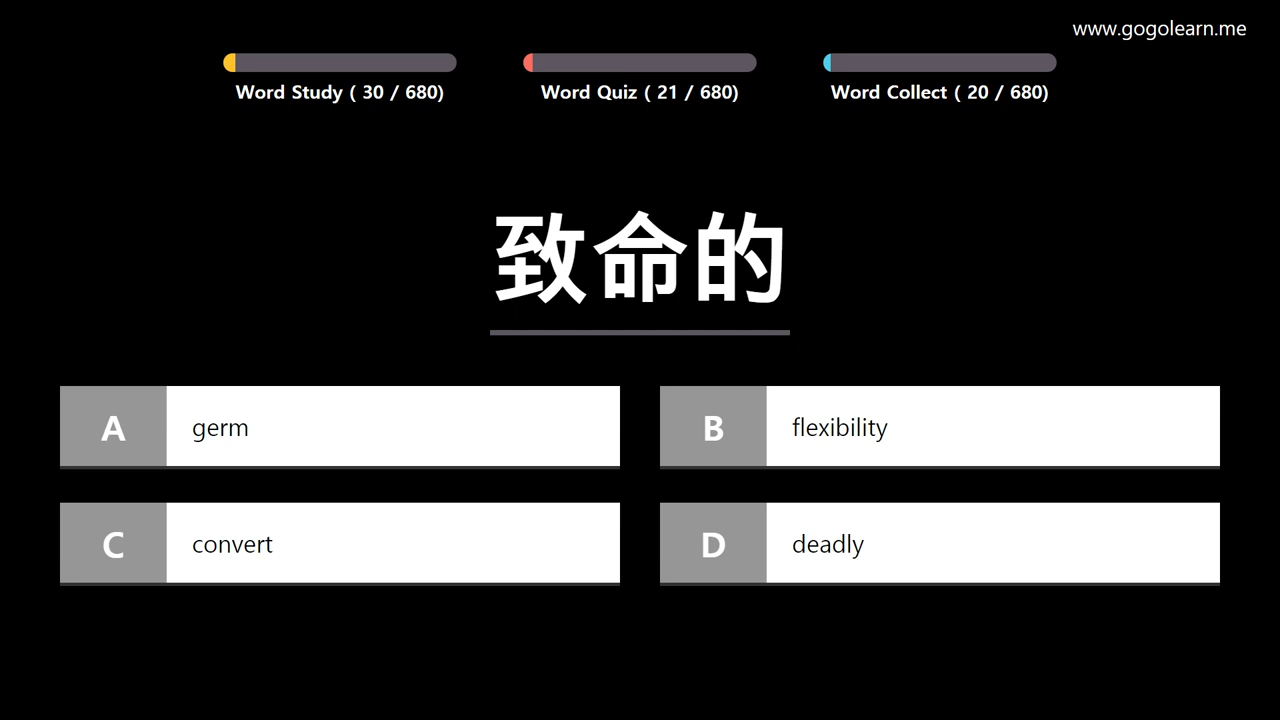 www.gogolearn.me
Word Study ( 30 / 680)
Word Quiz ( 21 / 680)
Word Collect ( 20 / 680)
致命的
A germ
B flexibility
C convert
D deadly